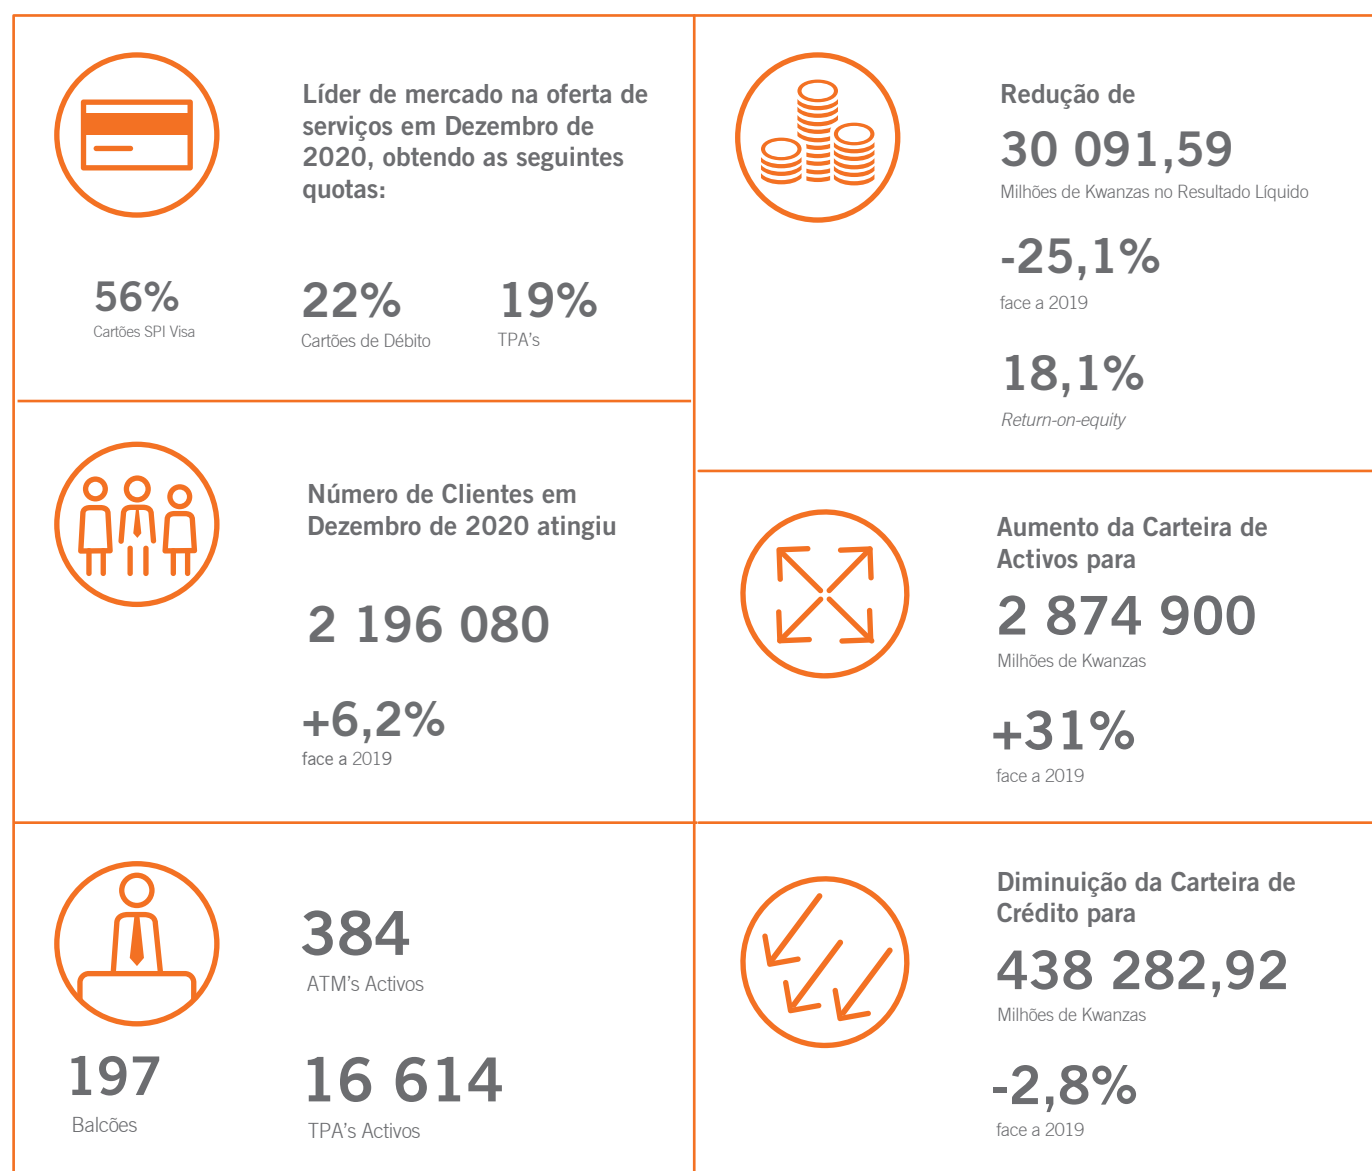 Líder de mercado na oferta de
serviços em Dezembro de
2020, obtendo as seguintes
quotas:
56%
Cartões SPI Visa
22%
Cartões de Débito
19%
TPA's
Número de Clientes em
Dezembro de 2020 atingiu
2 196 080
+6,2%
face a 2019
384
ATM's Activos
197
Balcões
16 614
TPA's Activos
Redução de
30 091,59
Milhões de Kwanzas no Resultado Líquido
-25,1%
face a 2019
18,1%
Return-on-equity
Aumento da Carteira de
Activos para
2 874 900
Milhões de Kwanzas
+31%
face a 2019
Diminuição da Carteira de
Crédito para
438 282,92
Milhões de Kwanzas
-2,8%
face a 2019